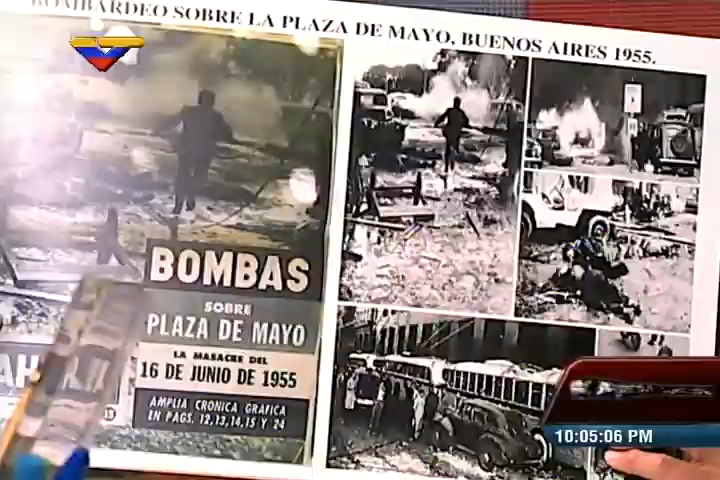 BOMBARDEO SOBRE LA PLAZA DE MAYO, BUENOS AIRES 1955.
BOMBAS
SOBRE
PLAZA DE MAYO
LA MASACRE DEL
16 DE JUNIO DE 1955
AMPLIA CRONICA GRAFICA
EN PAGS. 12,13,14,15 Y 24
10:05:06 PM